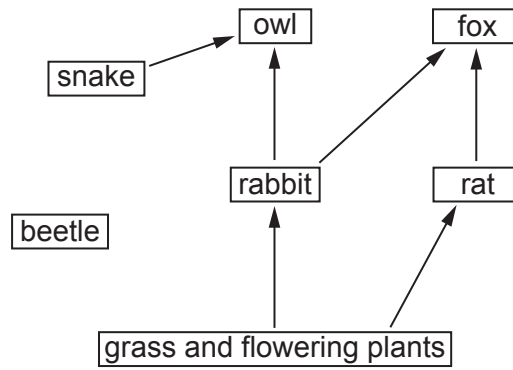 owl
fox
snake
rabbit
rat
beetle
grass and flowering plants